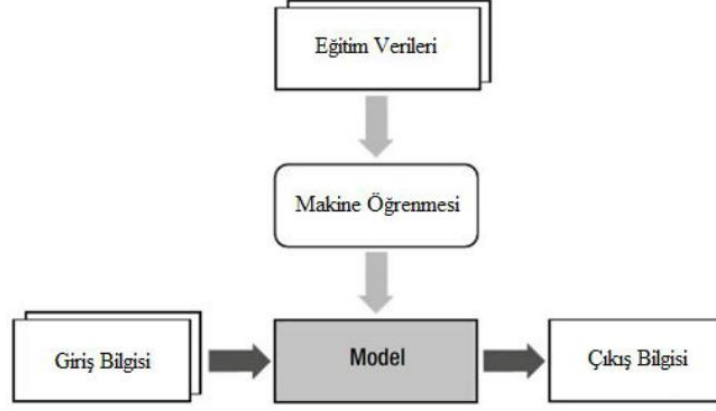 Eğitim Verileri
Makine Öğrenmesi
Giriş Bilgisi
Model
Çıkış Bilgisi